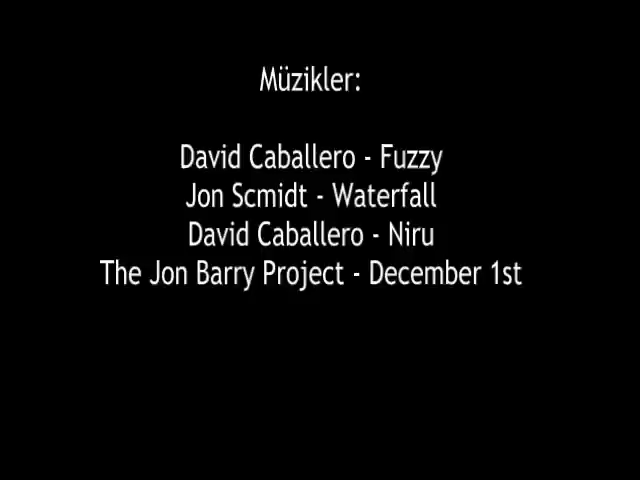 Müzikler:
David Caballero - Fuzzy
Jon Scmidt - Waterfall
David Caballero - Niru
The Jon Barry Project - December 1st